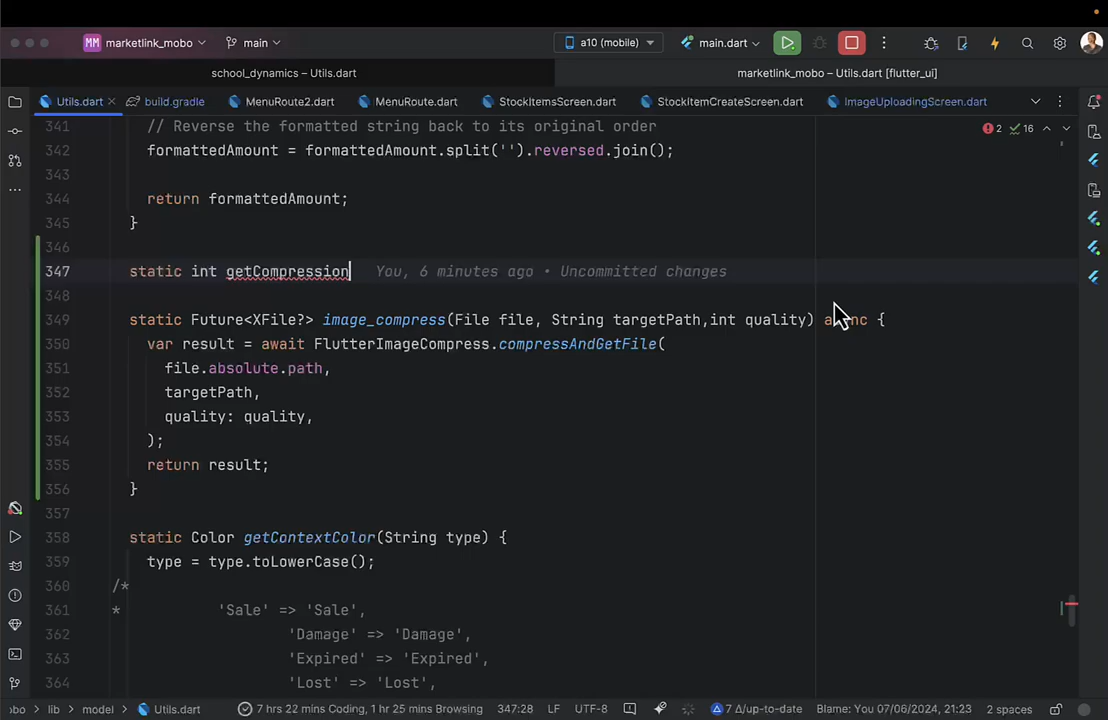 MM marketlink_mobo
main
a10 (mobile)
main.dart
school_dynamics – Utils.dart
marketlink_mobo – Utils.dart [flutter_ui]
Utils.dart
build.gradle
MenuRoute2.dart
MenuRoute.dart
StockItemsScreen.dart
StockItemCreateScreen.dart
ImageUploadingScreen.dart
2 16
341 // Reverse the formatted string back to its original order
342 formattedAmount = formattedAmount.split('').reversed.join();
343
344 return formattedAmount;
345 }
346
347 static int getCompression You, 6 minutes ago • Uncommitted changes
348
349 static Future<XFile?> image_compress(File file, String targetPath,int quality) async {
350 var result = await FlutterImageCompress.compressAndGetFile(
351 file.absolute.path,
352 targetPath,
353 quality: quality,
354 );
355 return result;
356 }
357
358 static Color getContextColor(String type) {
359 type = type.toLowerCase();
360 /*
361 * 'Sale' => 'Sale',
362 'Damage' => 'Damage',
363 'Expired' => 'Expired',
364 'Lost' => 'Lost',
obo › lib › model › Utils.dart 7 hrs 22 mins Coding, 1 hr 25 mins Browsing 347:28 LF UTF-8 7 Δ/up-to-date Blame: You 07/06/2024, 21:23 2 spaces